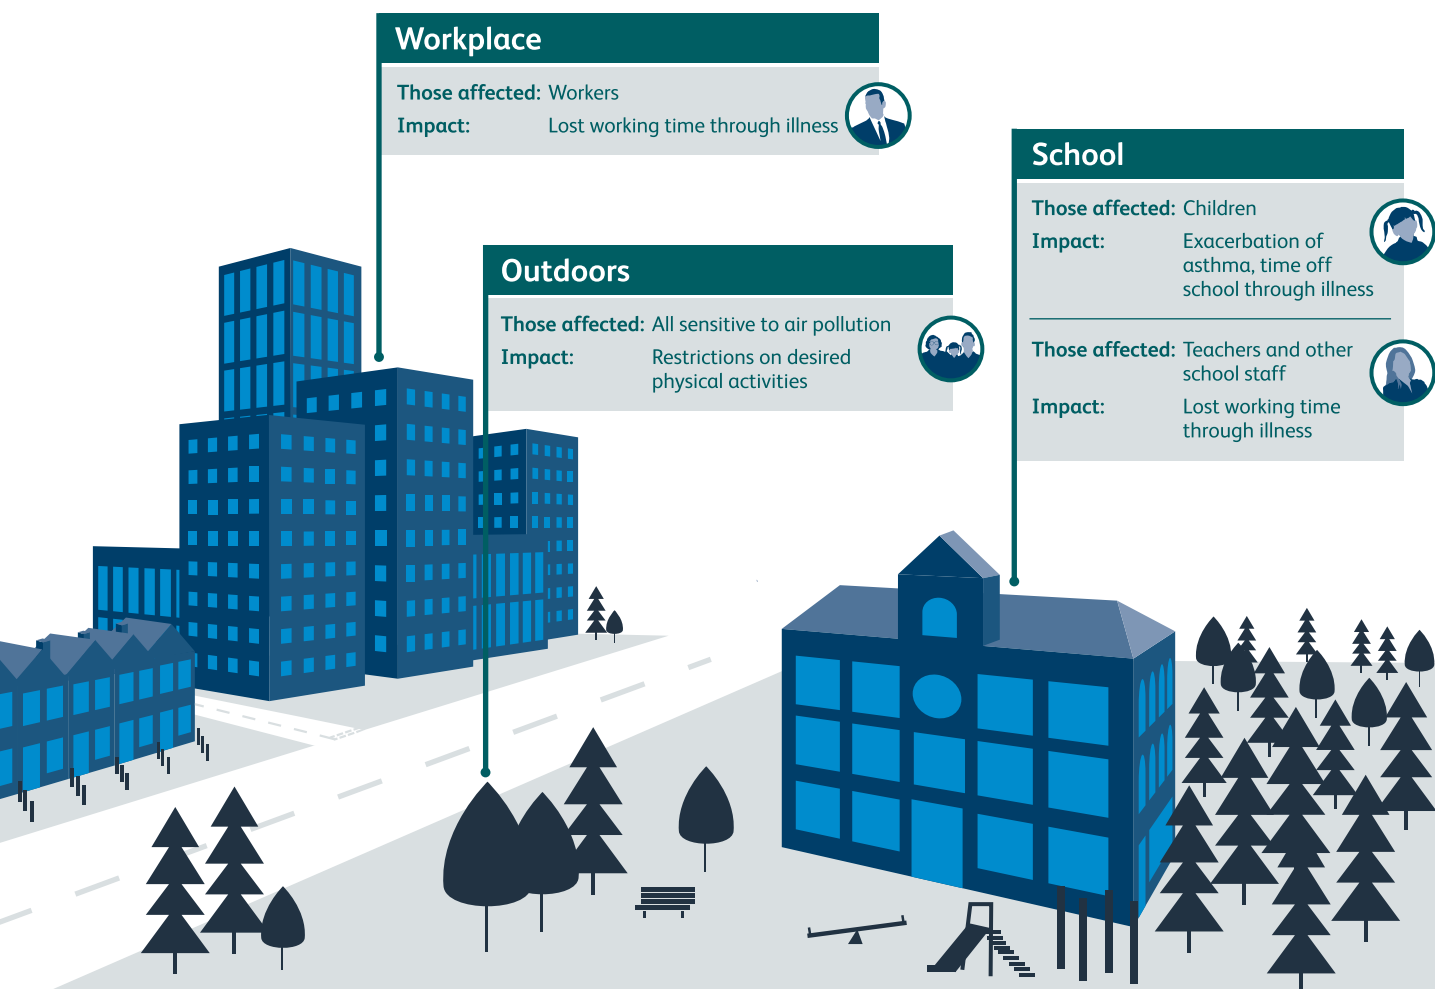 Workplace
Those affected: Workers
Impact: Lost working time through illness
Outdoors
Those affected: All sensitive to air pollution
Impact: Restrictions on desired
physical activities
School
Those affected: Children
Impact: Exacerbation of
asthma, time off
school through illness
Those affected: Teachers and other
school staff
Impact: Lost working time
through illness